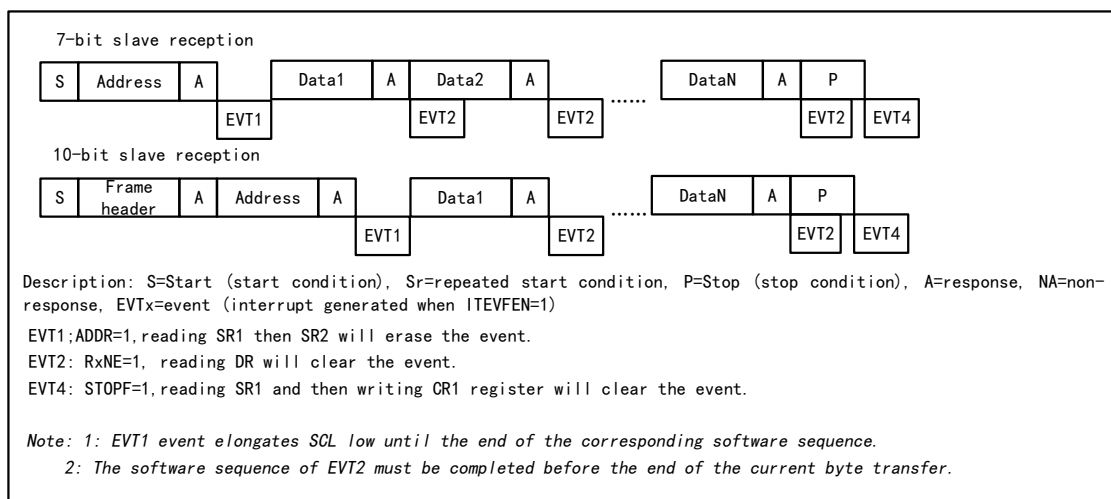 7-bit slave reception
S Address A Data1 A Data2 A ...... DataN A P
EVT1 EVT2 EVT2 EVT2 EVT4
10-bit slave reception
S Frame header A Address A Data1 A ...... DataN A P
EVT1 EVT2 EVT2 EVT4
Description: S=Start (start condition), Sr=repeated start condition, P=Stop (stop condition), A=response, NA=non-
response, EVTx=event (interrupt generated when ITEVFEN=1)
EVT1;ADDR=1,reading SR1 then SR2 will erase the event.
EVT2: RxNE=1, reading DR will clear the event.
EVT4: STOPF=1,reading SR1 and then writing CR1 register will clear the event.
Note: 1: EVT1 event elongates SCL low until the end of the corresponding software sequence.
2: The software sequence of EVT2 must be completed before the end of the current byte transfer.